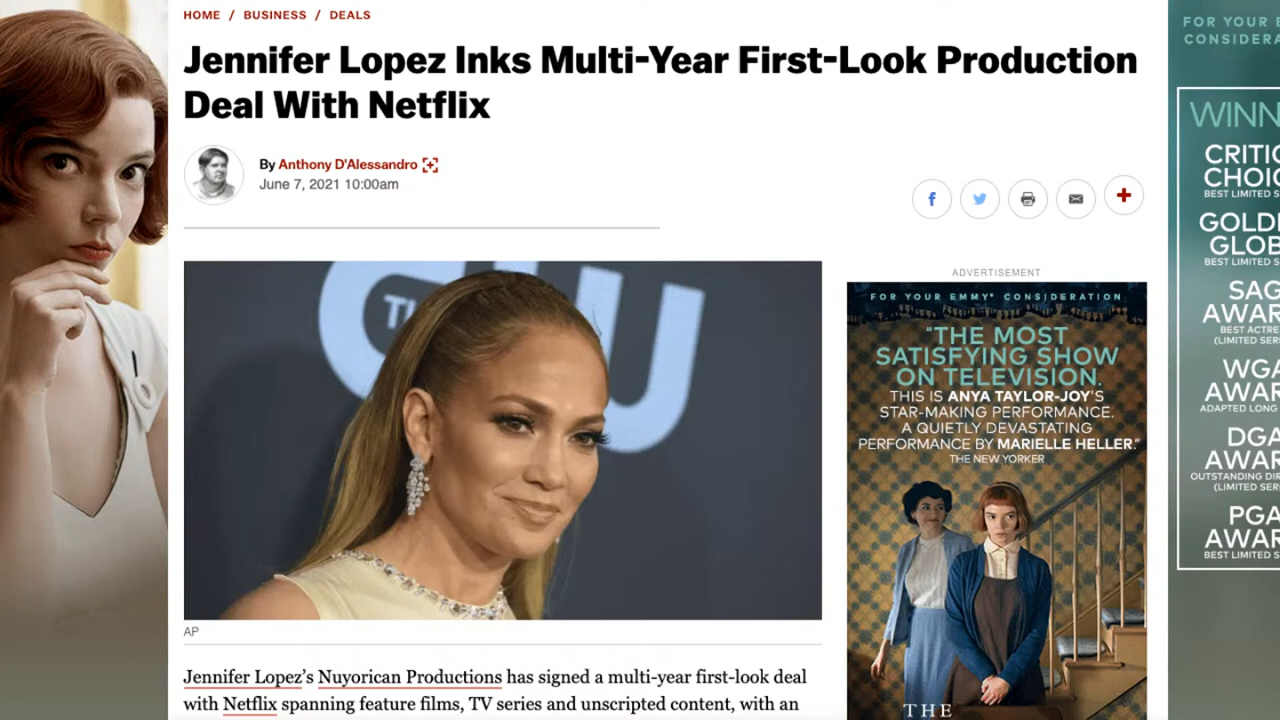 HOME / BUSINESS / DEALS
Jennifer Lopez Inks Multi-Year First-Look Production
Deal With Netflix
By Anthony D'Alessandro
June 7, 2021 10:00am
AP
Jennifer Lopez's Nuyorican Productions has signed a multi-year first-look deal
with Netflix spanning feature films, TV series and unscripted content, with an
ADVERTISEMENT
FOR YOUR EMMY® CONSIDERATION
"THE MOST
SATISFYING SHOW
ON TELEVISION.
THIS IS ANYA TAYLOR-JOY'S
STAR-MAKING PERFORMANCE.
A QUIETLY DEVASTATING
PERFORMANCE BY MARIELLE HELLER."
THE NEW YORKER
THE
FOR YOUR E
CONSIDERA
WINN
CRITIC
CHOIC
BEST LIMITED S
GOLDE
GLOB
BEST LIMITED S
SAG
AWAR
BEST ACTRE
(LIMITED SERI
WGA
AWAR
ADAPTED LONG
DGA
AWAR
OUTSTANDING DIR
(LIMITED SERI
PGA
AWAR
BEST LIMITED S